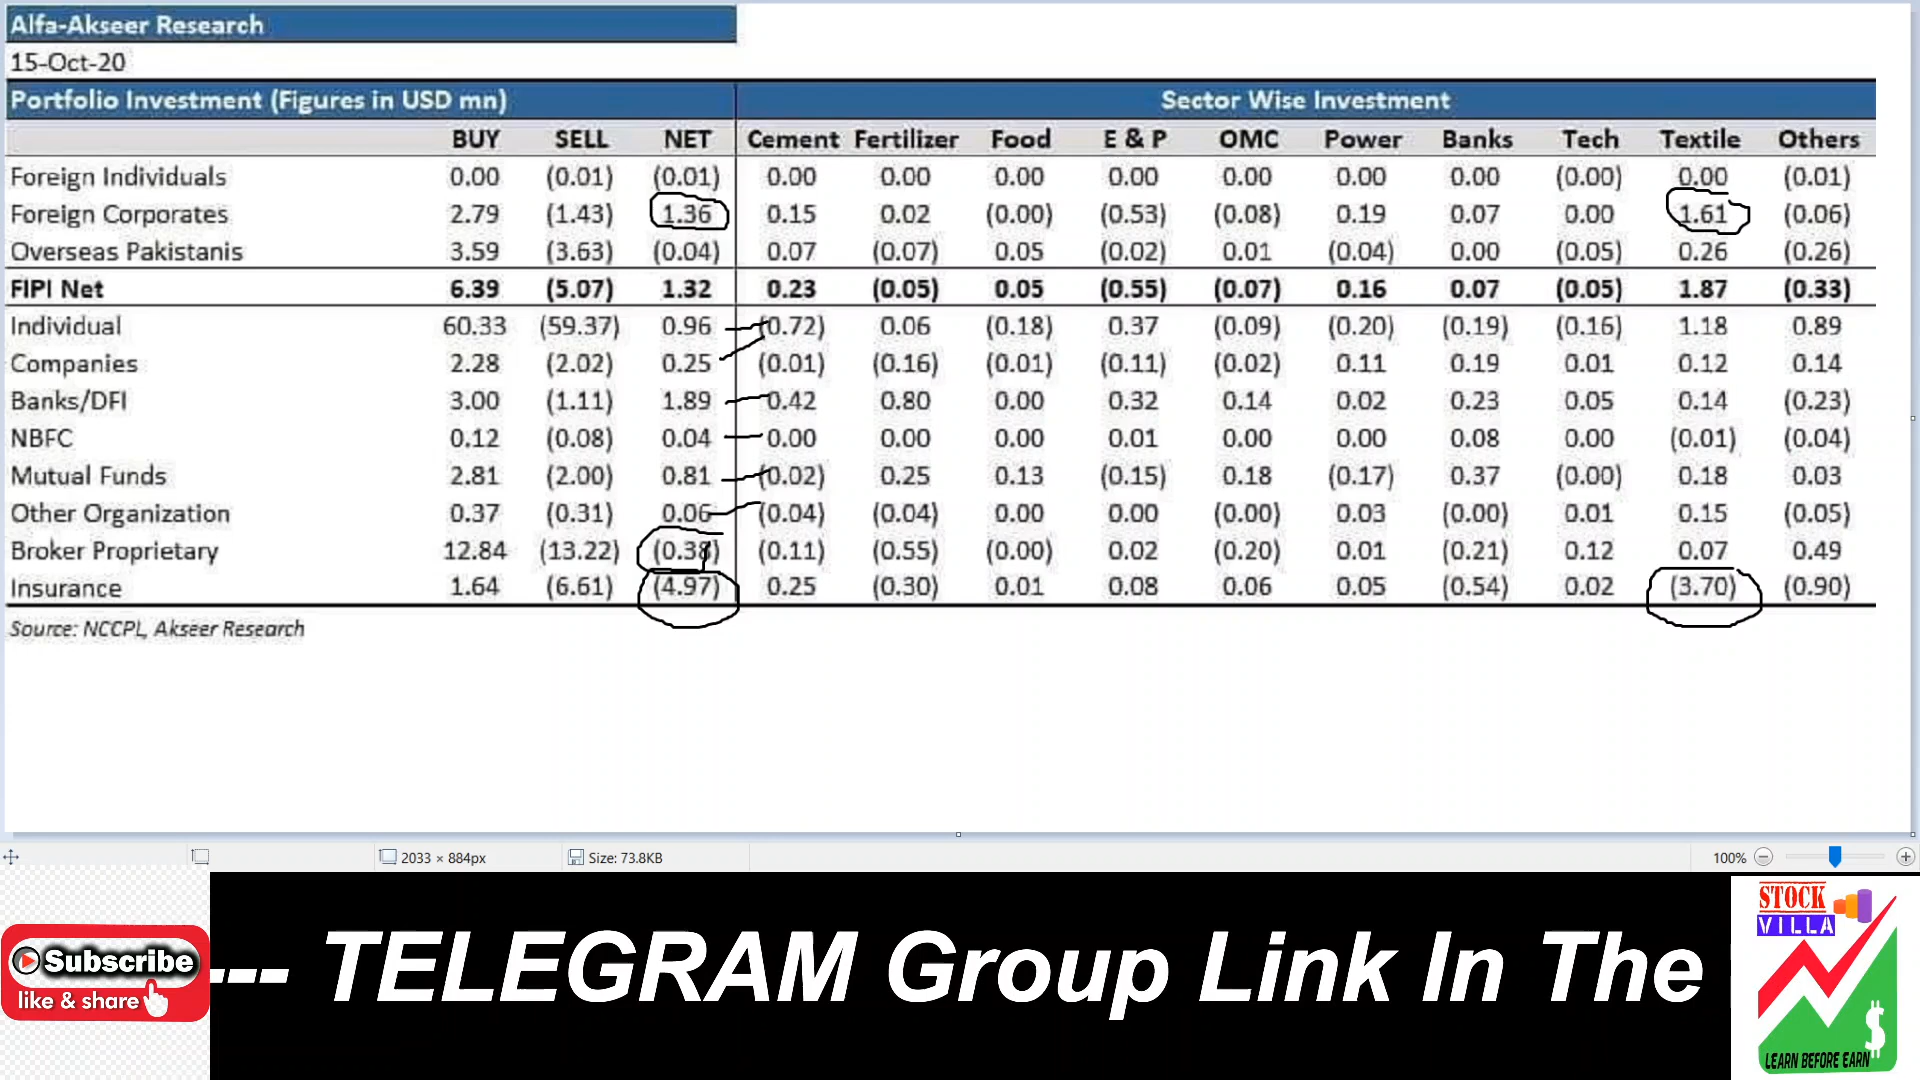 Alfa-Akseer Research
15-Oct-20
Portfolio Investment (Figures in USD mn) Sector Wise Investment
BUY SELL NET Cement Fertilizer Food E & P OMC Power Banks Tech Textile Others
Foreign Individuals 0.00 (0.01) (0.01) 0.00 0.00 0.00 0.00 0.00 0.00 0.00 (0.00) 0.00 (0.01)
Foreign Corporates 2.79 (1.43) 1.36 0.15 0.02 (0.00) (0.53) (0.08) 0.19 0.07 0.00 1.61 (0.06)
Overseas Pakistanis 3.59 (3.63) (0.04) 0.07 (0.07) 0.05 (0.02) 0.01 (0.04) 0.00 (0.05) 0.26 (0.26)
FIPI Net 6.39 (5.07) 1.32 0.23 (0.05) 0.05 (0.55) (0.07) 0.16 0.07 (0.05) 1.87 (0.33)
Individual 60.33 (59.37) 0.96 (0.72) 0.06 (0.18) 0.37 (0.09) (0.20) (0.19) (0.16) 1.18 0.89
Companies 2.28 (2.02) 0.25 (0.01) (0.16) (0.01) (0.11) (0.02) 0.11 0.19 0.01 0.12 0.14
Banks/DFI 3.00 (1.11) 1.89 0.42 0.80 0.00 0.32 0.14 0.02 0.23 0.05 0.14 (0.23)
NBFC 0.12 (0.08) 0.04 0.00 0.00 0.00 0.01 0.00 0.00 0.08 0.00 (0.01) (0.04)
Mutual Funds 2.81 (2.00) 0.81 (0.02) 0.25 0.13 (0.15) 0.18 (0.17) 0.37 (0.00) 0.18 0.03
Other Organization 0.37 (0.31) 0.06 (0.04) (0.04) 0.00 0.00 (0.00) 0.03 (0.00) 0.01 0.15 (0.05)
Broker Proprietary 12.84 (13.22) (0.38) (0.11) (0.55) (0.00) 0.02 (0.20) 0.01 (0.21) 0.12 0.07 0.49
Insurance 1.64 (6.61) (4.97) 0.25 (0.30) 0.01 0.08 0.06 0.05 (0.54) 0.02 (3.70) (0.90)
Source: NCCPL, Akseer Research
2033 × 884px Size: 73.8KB 100%
Subscribe
like & share
--- TELEGRAM Group Link In The
STOCK
VILLA
$
LEARN BEFORE EARN